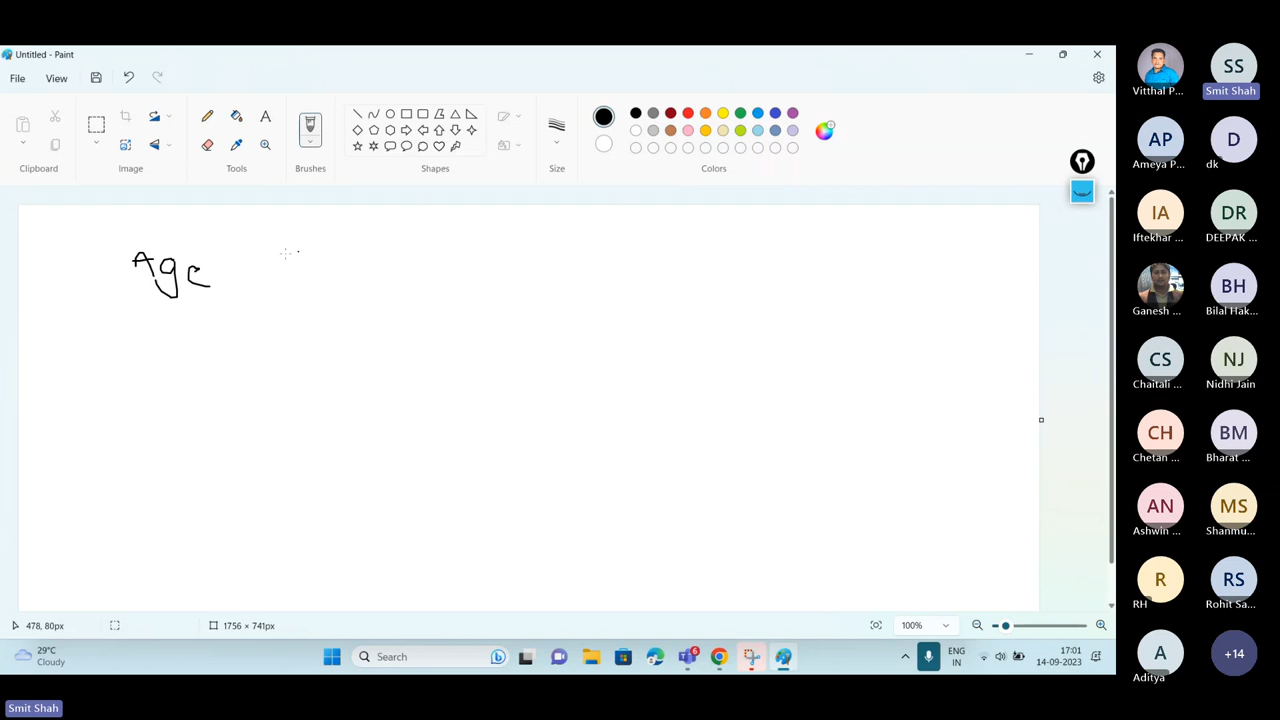 Untitled - Paint
File
View
Clipboard
Image
Tools
Brushes
Shapes
Size
Colors
A
Age
478, 80px
1756 × 741px
100%
29°C
Cloudy
Search
6
ENG
IN
17:01
14-09-2023
Vitthal P...
SS
Smit Shah
AP
Ameya P...
D
dk
IA
Iftekhar ...
DR
DEEPAK ...
Ganesh ...
BH
Bilal Hak...
CS
Chaitali ...
NJ
Nidhi Jain
CH
Chetan ...
BM
Bharat ...
AN
Ashwin ...
MS
Shanmu...
R
RH
RS
Rohit Sa...
A
Aditya
+14
Smit Shah